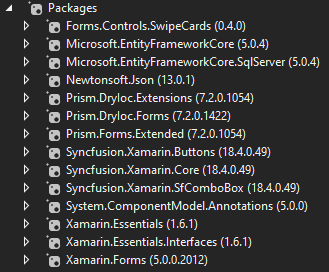 Packages
Forms.Controls.SwipeCards (0.4.0)
Microsoft.EntityFrameworkCore (5.0.4)
Microsoft.EntityFrameworkCore.SqlServer (5.0.4)
Newtonsoft.Json (13.0.1)
Prism.DryIoc.Extensions (7.2.0.1054)
Prism.DryIoc.Forms (7.2.0.1422)
Prism.Forms.Extended (7.2.0.1054)
Syncfusion.Xamarin.Buttons (18.4.0.49)
Syncfusion.Xamarin.Core (18.4.0.49)
Syncfusion.Xamarin.SfComboBox (18.4.0.49)
System.ComponentModel.Annotations (5.0.0)
Xamarin.Essentials (1.6.1)
Xamarin.Essentials.Interfaces (1.6.1)
Xamarin.Forms (5.0.0.2012)